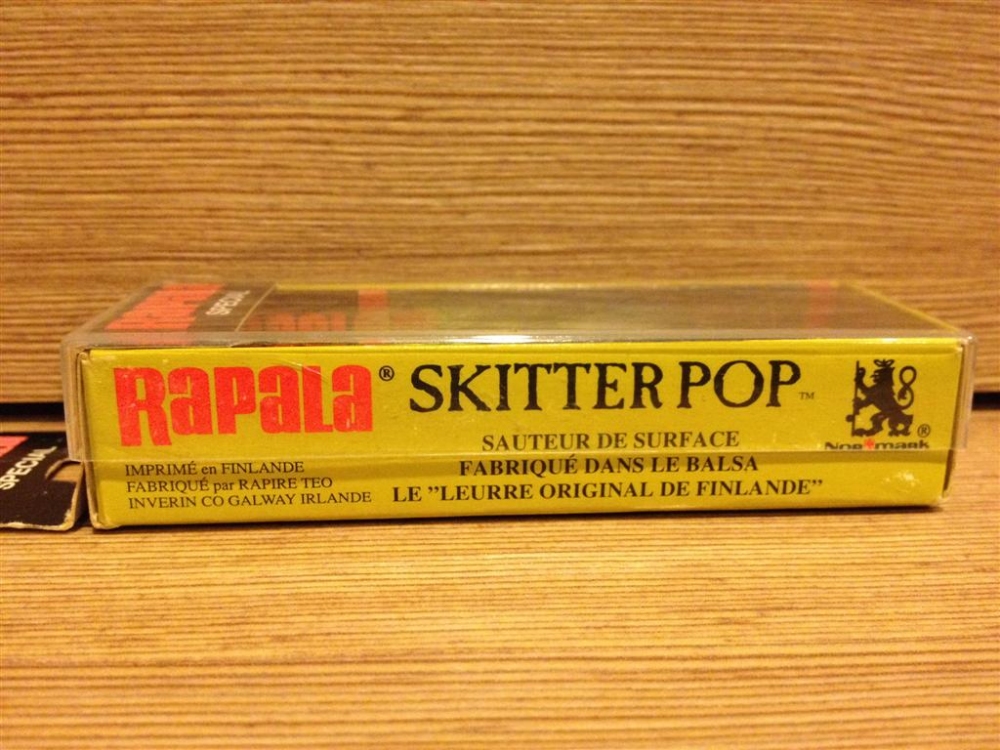 SPECIAL
RAPALA® SKITTER POP™
SAUTEUR DE SURFACE
FABRIQUÉ DANS LE BALSA
LE "LEURRE ORIGINAL DE FINLANDE"
IMPRIMÉ en FINLANDE
FABRIQUÉ par RAPIRE TEO
INVERIN CO GALWAY IRLANDE
Normark®
SPECIAL